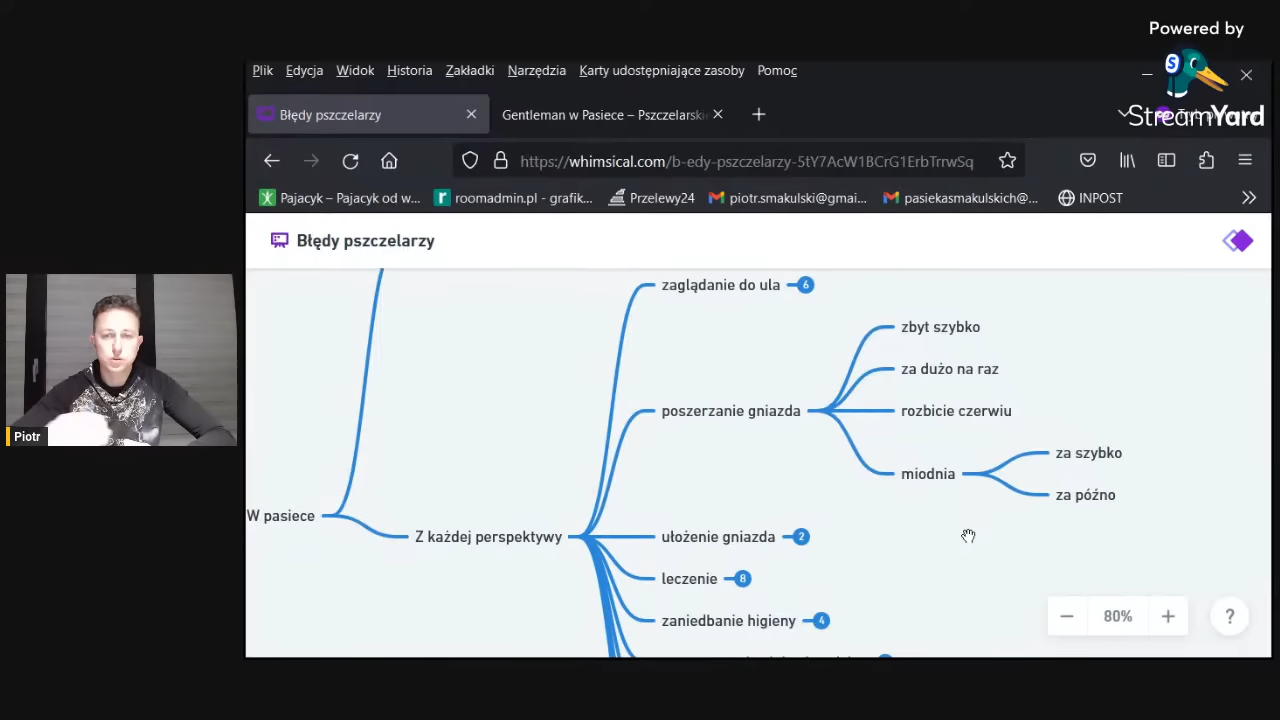 Powered by
StreamYard
Plik Edycja Widok Historia Zakładki Narzędzia Karty udostępniające zasoby Pomoc
Błędy pszczelarzy
Gentleman w Pasiece – Pszczelarski
https://whimsical.com/b-edy-pszczelarzy-5tY7AcW1BCrG1ErbTrrwSq
Pajacyk – Pajacyk od w...
roomadmin.pl - grafik...
Przelewy24
piotr.smakulski@gmai...
pasiekasmakulskich@...
INPOST
Błędy pszczelarzy
zaglądanie do ula 6
zbyt szybko
za dużo na raz
poszerzanie gniazda
rozbicie czerwiu
za szybko
miodnia
za późno
W pasiece
Z każdej perspektywy
ułożenie gniazda 2
leczenie 8
zaniedbanie higieny 4
80%
?
Piotr